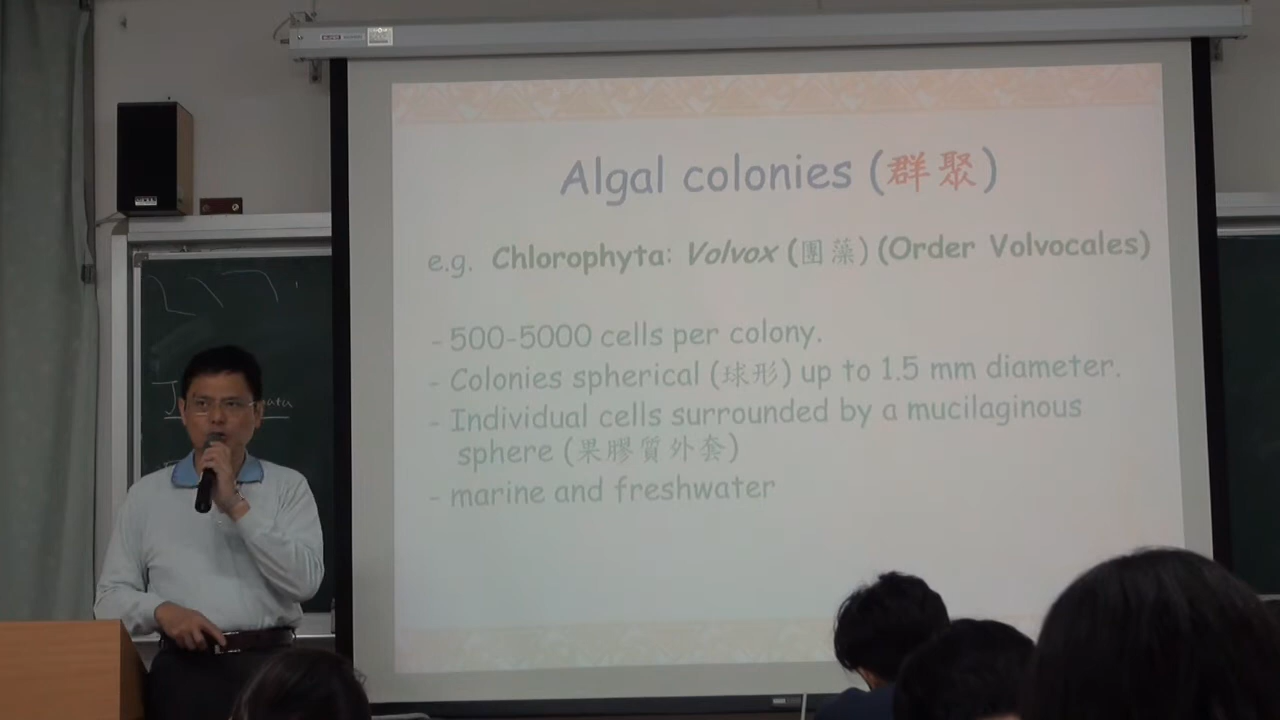 Algal colonies (群聚)
e.g. Chlorophyta: Volvox (團藻) (Order Volvocales)
- 500-5000 cells per colony.
- Colonies spherical (球形) up to 1.5 mm diameter.
- Individual cells surrounded by a mucilaginous
sphere (果膠質外套)
- marine and freshwater